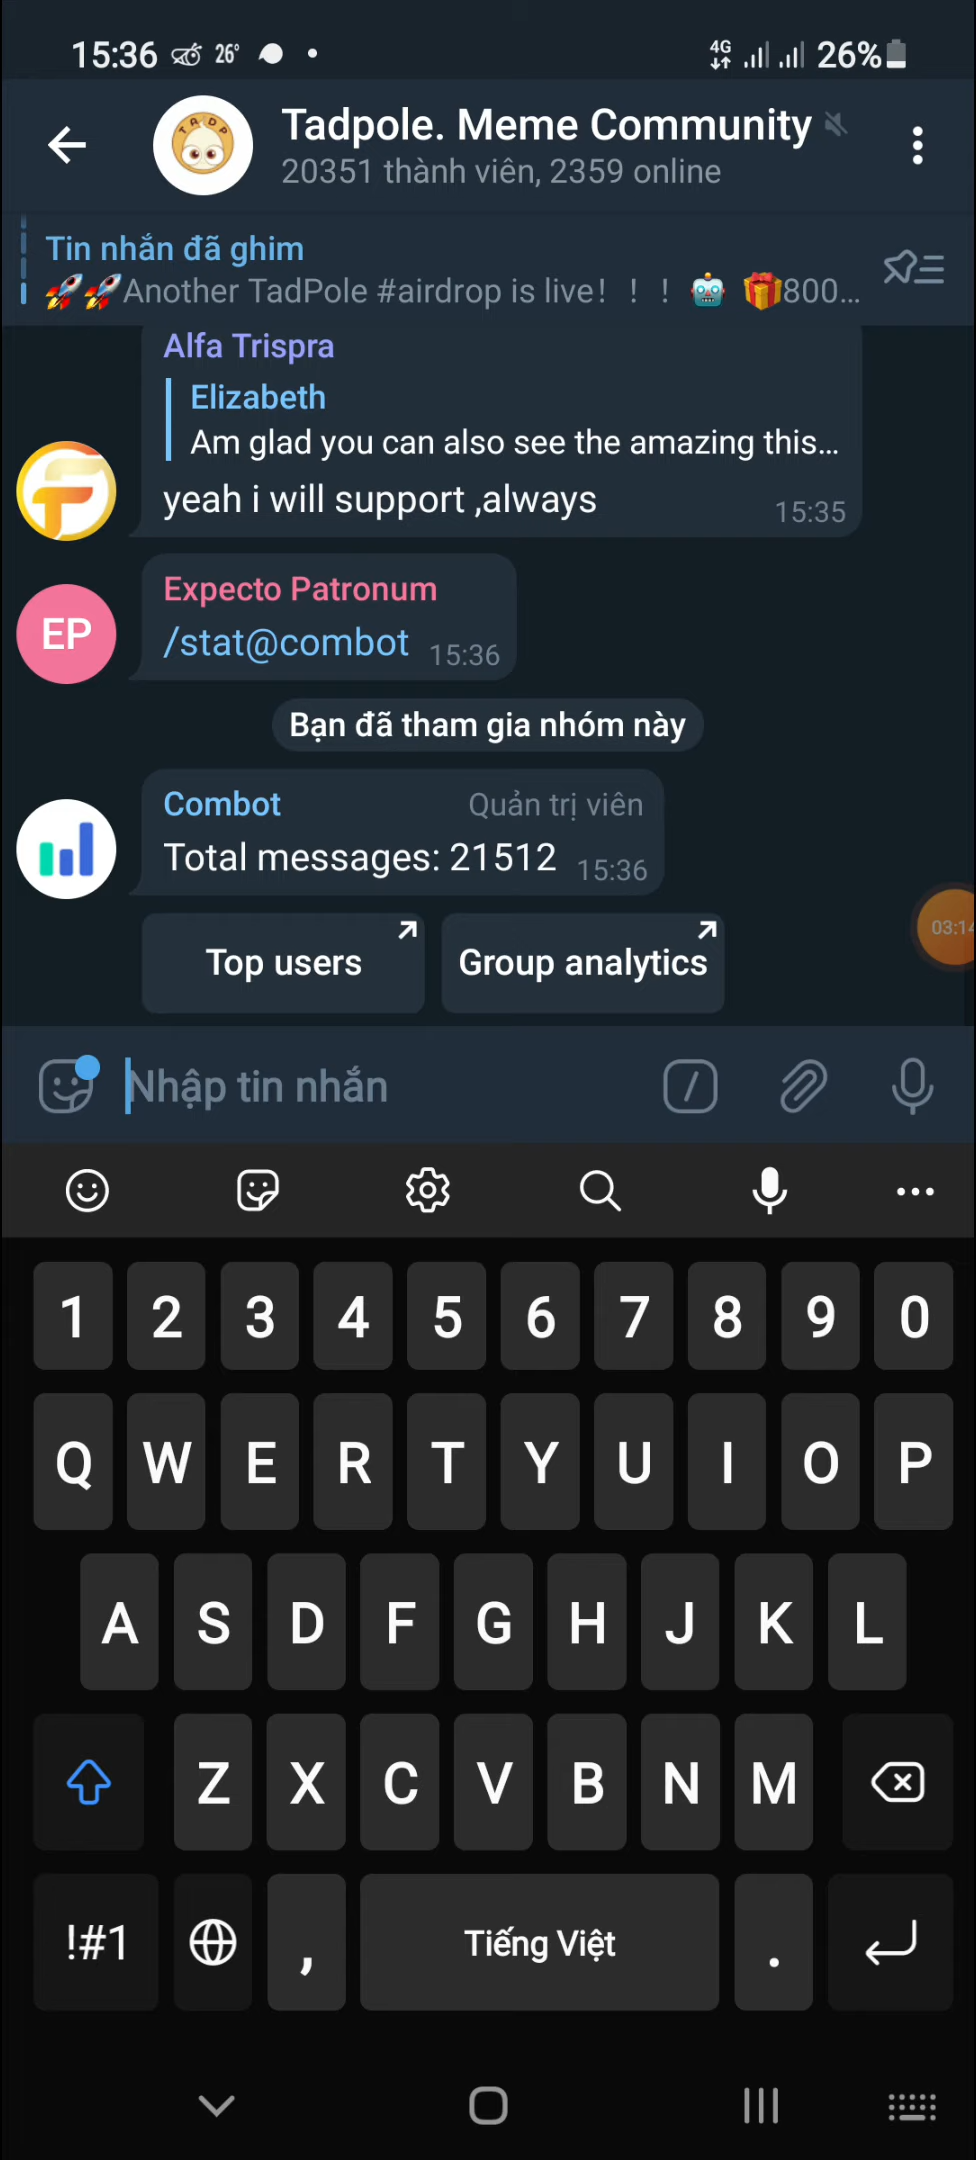 15:36 26° 4G 26%
TADP
Tadpole. Meme Community
20351 thành viên, 2359 online
Tin nhắn đã ghim
🚀🚀Another TadPole #airdrop is live！！！🤖 🎁800...
Alfa Trispra
Elizabeth
Am glad you can also see the amazing this...
yeah i will support ,always 15:35
EP
Expecto Patronum
/stat@combot 15:36
Bạn đã tham gia nhóm này
Combot Quản trị viên
Total messages: 21512 15:36
03:14
Top users Group analytics
Nhập tin nhắn
1 2 3 4 5 6 7 8 9 0
Q W E R T Y U I O P
A S D F G H J K L
Z X C V B N M
!#1 , Tiếng Việt .